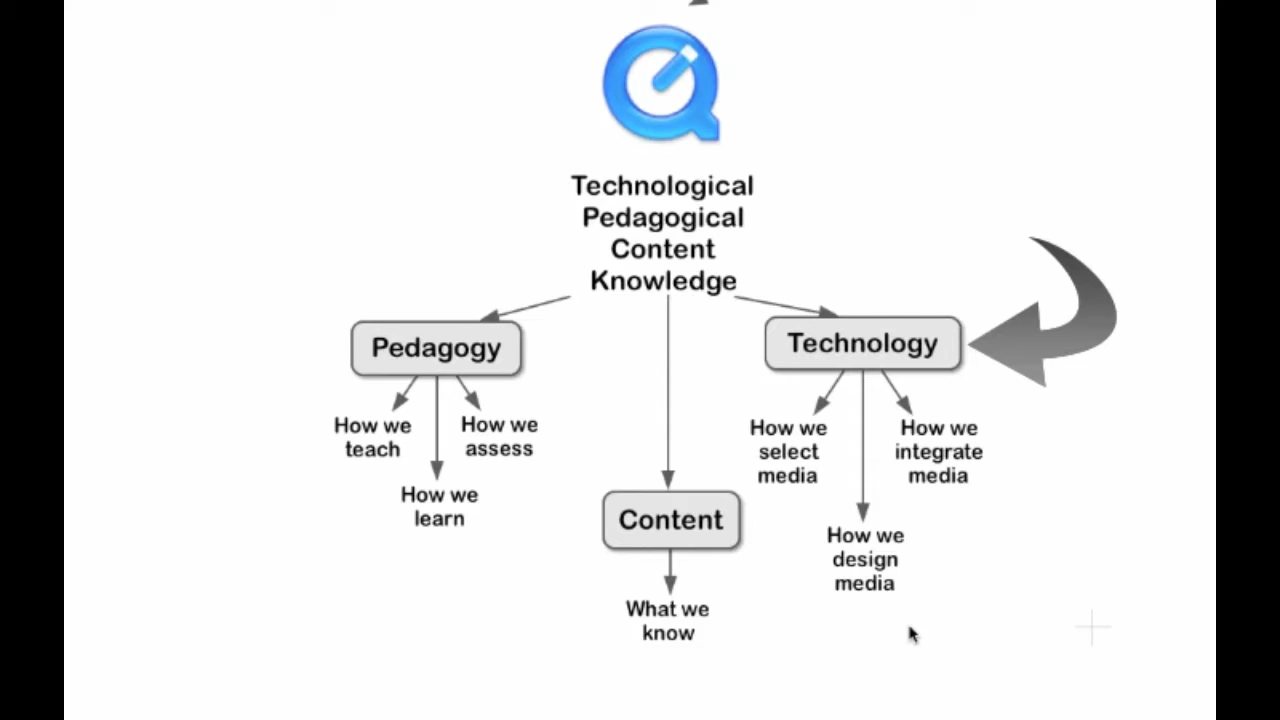 Technological
Pedagogical
Content
Knowledge
Pedagogy
Technology
How we
teach
How we
assess
How we
learn
How we
select
media
How we
integrate
media
How we
design
media
Content
What we
know